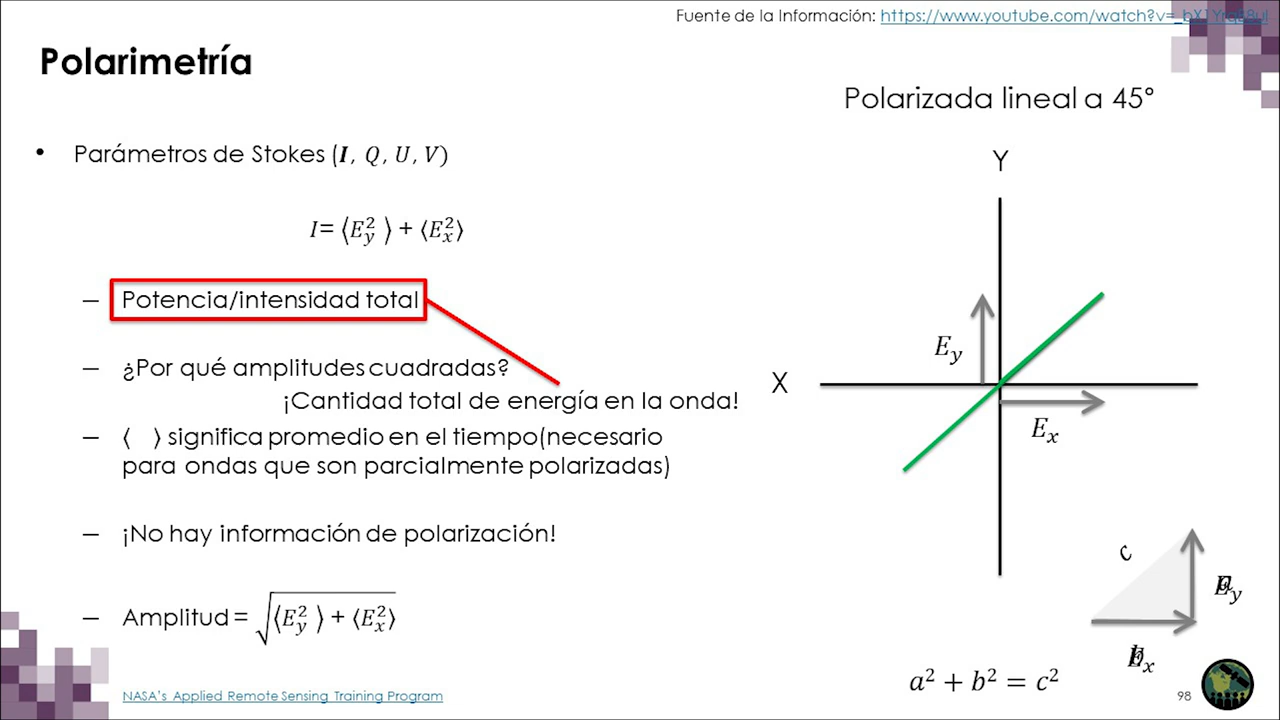 Fuente de la Información: https://www.youtube.com/watch?v=
Polarimetría
Polarizada lineal a 45°
• Parámetros de Stokes (I, Q, U, V)
Y
I= ⟨E_y^2 ⟩ + ⟨E_x^2⟩
– Potencia/intensidad total
E_y
– ¿Por qué amplitudes cuadradas?
X
¡Cantidad total de energía en la onda!
E_x
– ⟨ ⟩ significa promedio en el tiempo(necesario
para ondas que son parcialmente polarizadas)
– ¡No hay información de polarización!
c
– Amplitud = √(⟨E_y^2 ⟩ + ⟨E_x^2⟩)
a² + b² = c²
NASA's Applied Remote Sensing Training Program
98